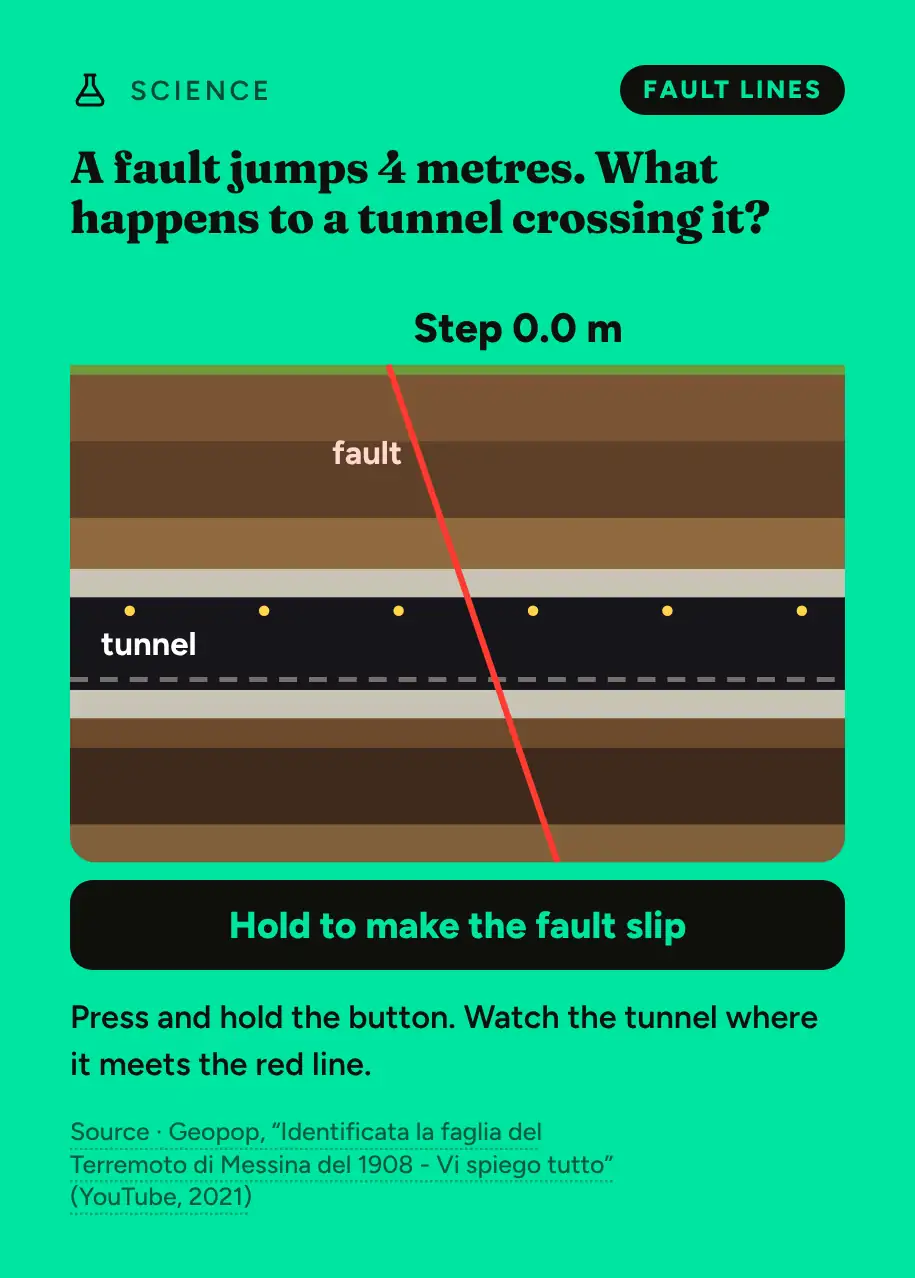 SCIENCE
FAULT LINES
A fault jumps 4 metres. What
happens to a tunnel crossing it?
Step 0.0 m
fault
tunnel
Hold to make the fault slip
Press and hold the button. Watch the tunnel where
it meets the red line.
Source · Geopop, “Identificata la faglia del
Terremoto di Messina del 1908 - Vi spiego tutto”
(YouTube, 2021)